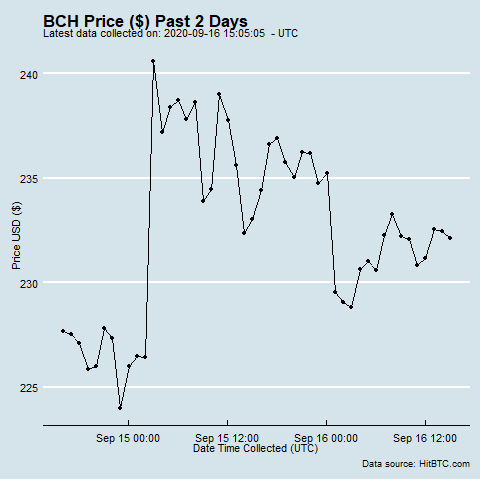 BCH Price ($) Past 2 Days
Latest data collected on: 2020-09-16 15:05:05  - UTC
240
235
230
225
Price USD ($)
Sep 15 00:00
Sep 15 12:00
Sep 16 00:00
Sep 16 12:00
Date Time Collected (UTC)
Data source: HitBTC.com